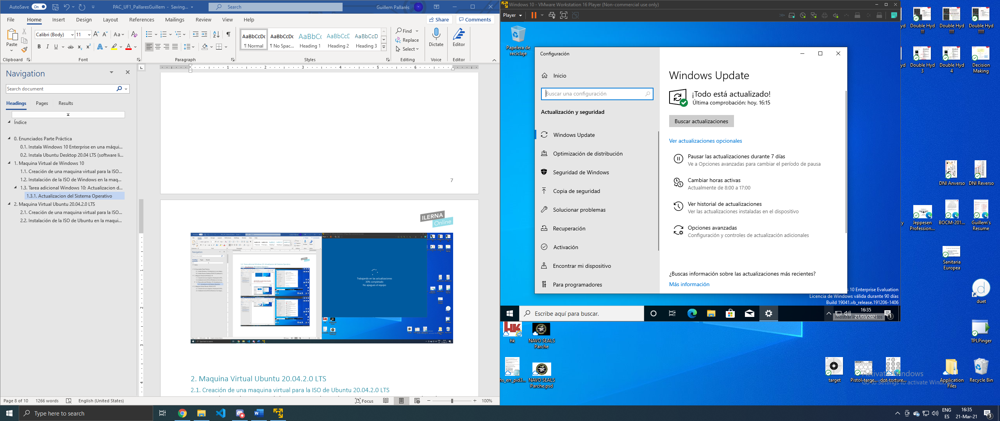 AutoSave On PAC_UF1_PallaresGuillem - Saving... Search Guillem Pallarés
File Home Insert Design Layout References Mailings Review View Help Share Comments
Paste
Clipboard
Calibri (Body) 11
Font
Paragraph
AaBbCcDc AaBbCcDc AaBbCc AaBbCcD AaBbCcD
¶ Normal ¶ No Spac... Heading 1 Heading 2 Heading 3
Styles
Find
Replace
Select
Editing
Dictate
Voice
Editor
Editor
Navigation
Search document
Headings Pages Results
Índice
0. Enunciados Parte Práctica
0.1. Instala Windows 10 Enterprise en una máqui...
0.2. Instala Ubuntu Desktop 20.04 LTS (software li...
1. Maquina Virtual de Windows 10
1.1. Creación de una maquina virtual para la ISO...
1.2. Instalación de la ISO de Windows en la maq...
1.3. Tarea adicional Windows 10: Actualizacion d...
1.3.1. Actualizacion del Sistema Operativo
2. Maquina Virtual Ubuntu 20.04.2.0 LTS
2.1. Creación de una maquina virtual para la ISO...
2.2. Instalación de la ISO de Ubuntu en la maqui...
7
ILERNA
Online
Trabajando en las actualizaciones
30% completado
No apagues el equipo
2. Maquina Virtual Ubuntu 20.04.2.0 LTS
2.1. Creación de una maquina virtual para la ISO de Ubuntu 20.04.2.0 LTS
Page 8 of 10 1266 words English (United States) Focus 100%
Windows 10 - VMware Workstation 16 Player (Non-commercial use only)
Player
Papelera de
reciclaje
Configuración
Inicio
Buscar una configuración
Actualización y seguridad
Windows Update
Optimización de distribución
Seguridad de Windows
Copia de seguridad
Solucionar problemas
Recuperación
Activación
Encontrar mi dispositivo
Para programadores
Windows Update
¡Todo está actualizado!
Última comprobación: hoy, 16:15
Buscar actualizaciones
Ver actualizaciones opcionales
Pausar las actualizaciones durante 7 días
Ve a Opciones avanzadas para cambiar el período de pausa
Cambiar horas activas
Actualmente de 8:00 a 17:00
Ver historial de actualizaciones
Ver las actualizaciones instaladas en el dispositivo
Opciones avanzadas
Configuración y controles de actualización adicionales
¿Buscas información sobre las actualizaciones más recientes?
Más información
10 Enterprise Evaluation
Licencia de Windows válida durante 90 días
Build 19041.vb_release.191206-1406
Escribe aquí para buscar.
16:35
21/03/2021
1
Double Hyd
!!!
Double Hyd
!!!!
Double Hyd
!!!!!
Double Hyd
3
Double Hyd
4
Decision
Making
DNI Anverso
DNI Reverso
Jeppesen
Profession...
BOCM-201...
Guillem's
Resume
Sanitaria
Europea
duet
TPLPinger
hk
NAVO SEALS
Parche
hs_err_pid3...
NAVO SEALS
Parche.psd
target
Pistol-targe...
dot-torture...
Application
Files
Recycle Bin
Activate Windows
Go to Settings to activate Windows.
Type here to search
ENG
ES
16:35
21-Mar-21
3